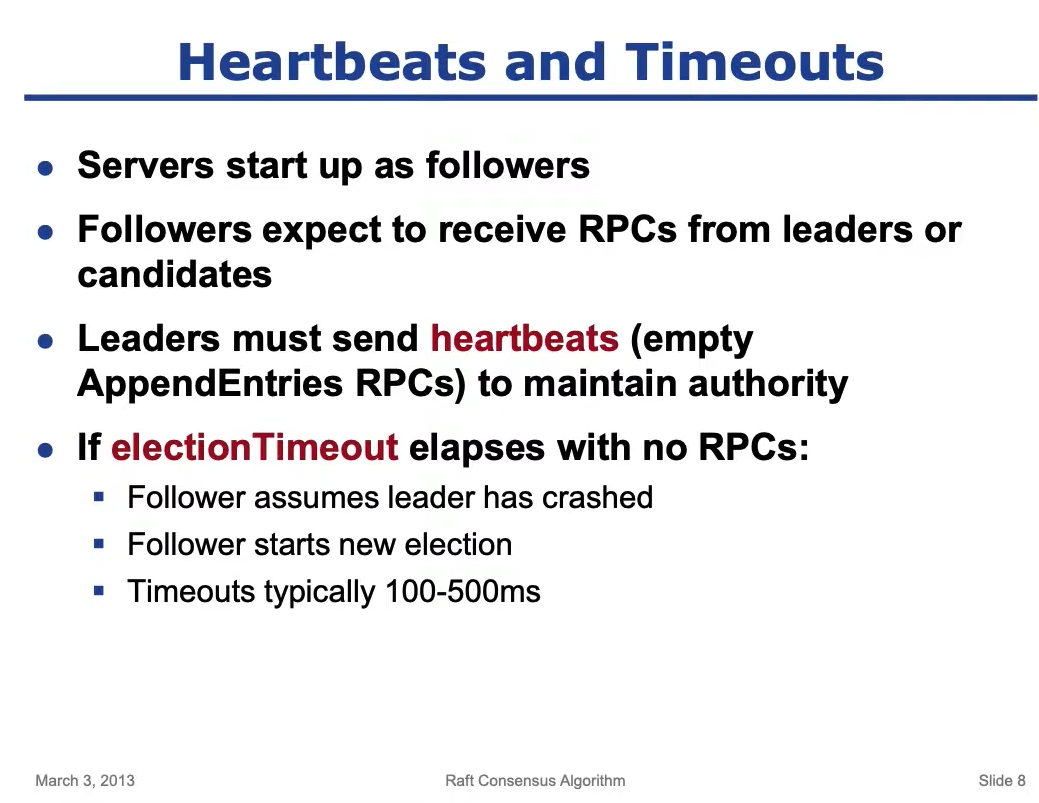 Heartbeats and Timeouts
● Servers start up as followers
● Followers expect to receive RPCs from leaders or
candidates
● Leaders must send heartbeats (empty
AppendEntries RPCs) to maintain authority
● If electionTimeout elapses with no RPCs:
▪ Follower assumes leader has crashed
▪ Follower starts new election
▪ Timeouts typically 100-500ms
March 3, 2013 Raft Consensus Algorithm Slide 8